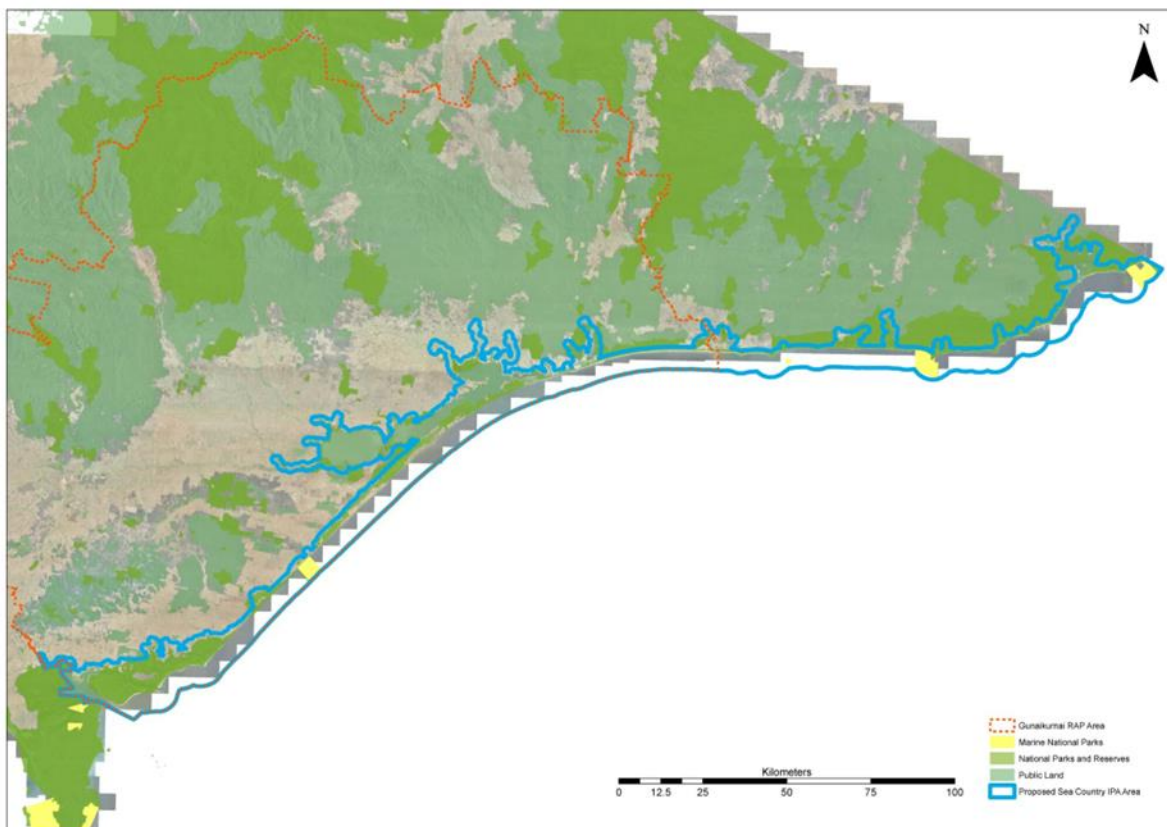 N
Gunaikurnai RAP Area
Marine National Parks
National Parks and Reserves
Public Land
Proposed Sea Country IPA Area
Kilometers
0 12.5 25 50 75 100